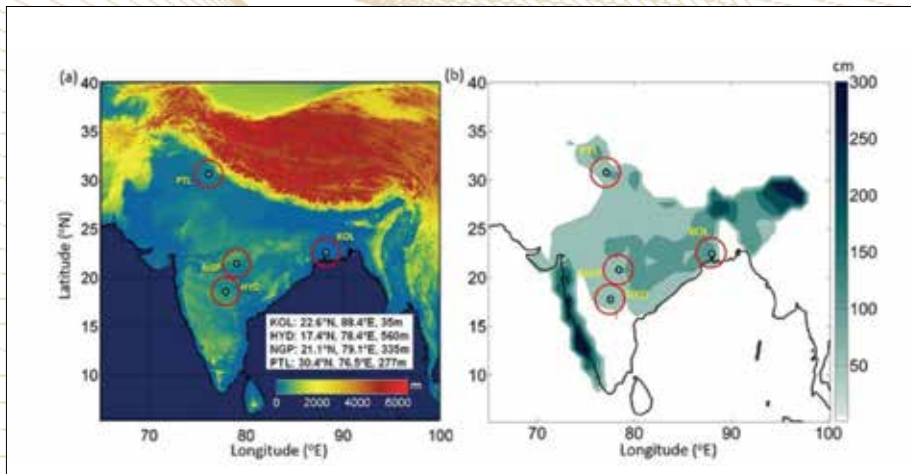 (a)
40
35
30
25
20
15
10
Latitude (°N)
70
80
90
100
Longitude (°E)
PTL
KOL
NGP
HYD
KOL: 22.6°N, 88.4°E, 35m
HYD: 17.4°N, 78.4°E, 560m
NGP: 21.1°N, 79.1°E, 335m
PTL: 30.4°N, 76.5°E, 277m
m
0
2000
4000
6000
(b)
40
35
30
25
20
15
10
70
80
90
100
Longitude (°E)
PTL
KOL
cm
300
250
200
150
100
50